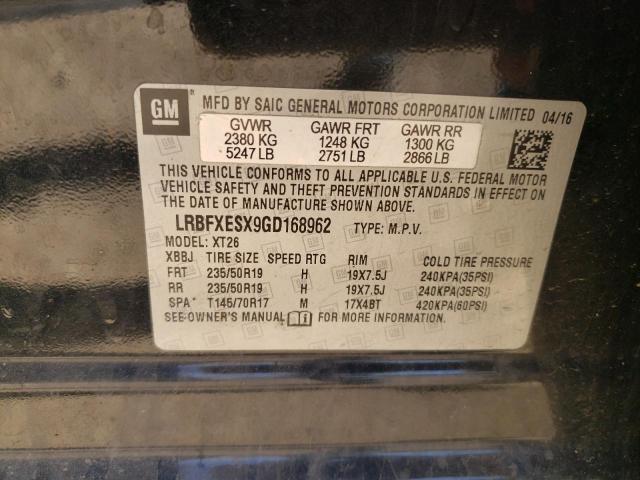 GM MFD BY SAIC GENERAL MOTORS CORPORATION LIMITED 04/16
GVWR GAWR FRT GAWR RR
2380 KG 1248 KG 1300 KG
5247 LB 2751 LB 2866 LB
THIS VEHICLE CONFORMS TO ALL APPLICABLE U.S. FEDERAL MOTOR
VEHICLE SAFETY AND THEFT PREVENTION STANDARDS IN EFFECT ON
THE DATE OF MANUFACTURE SHOWN ABOVE.
LRBFXESX9GD168962 TYPE: M.P.V.
MODEL: XT26
XBBJ TIRE SIZE SPEED RTG RIM COLD TIRE PRESSURE
FRT 235/50R19 H 19X7.5J 240KPA(35PSI)
RR 235/50R19 H 19X7.5J 240KPA(35PSI)
SPA* T145/70R17 M 17X4BT 420KPA(60PSI)
SEE OWNER'S MANUAL FOR MORE INFORMATION.